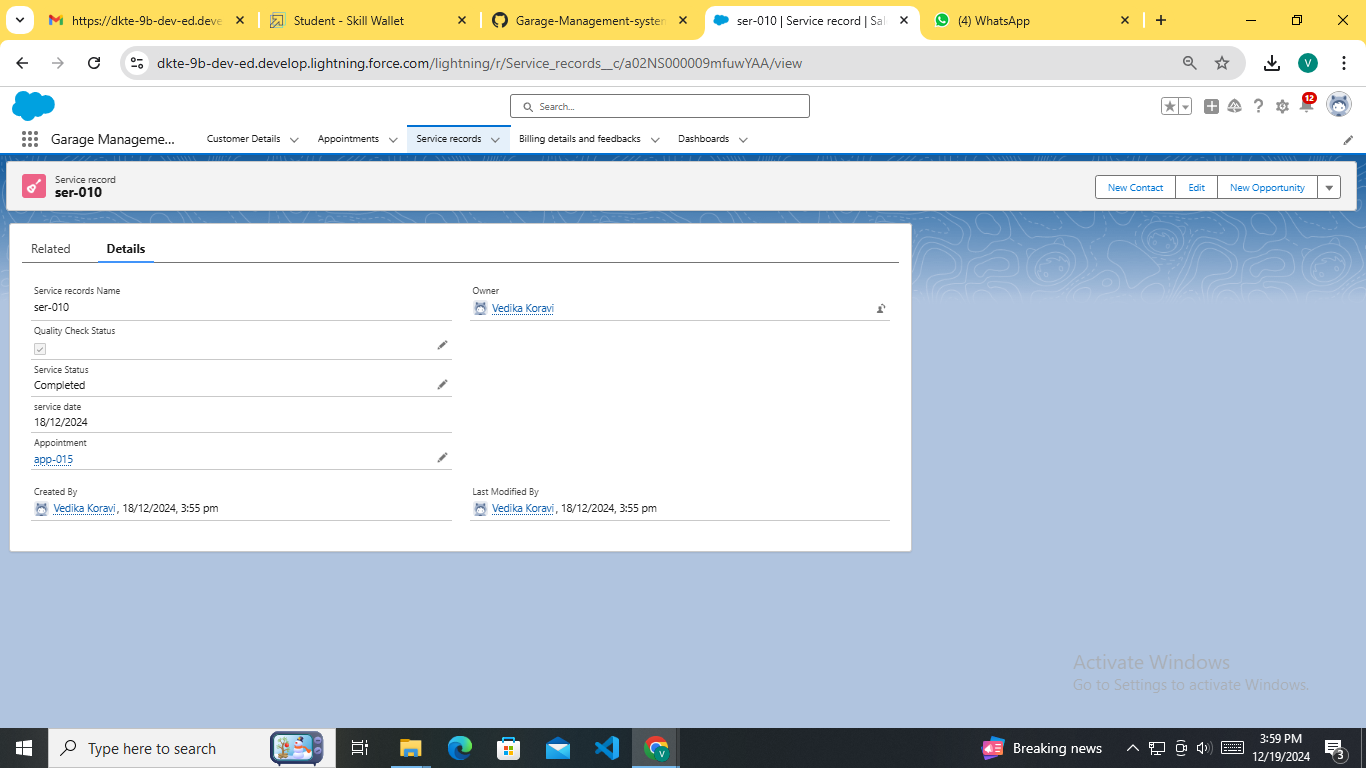 https://dkte-9b-dev-ed.deve
Student - Skill Wallet
Garage-Management-system
ser-010 | Service record | Sal
(4) WhatsApp
dkte-9b-dev-ed.develop.lightning.force.com/lightning/r/Service_records__c/a02NS000009mfuwYAA/view
V
Search...
12
Garage Manageme...
Customer Details
Appointments
Service records
Billing details and feedbacks
Dashboards
Service record
ser-010
New Contact
Edit
New Opportunity
Related
Details
Service records Name
ser-010
Owner
Vedika Koravi
Quality Check Status
Service Status
Completed
service date
18/12/2024
Appointment
app-015
Created By
Vedika Koravi, 18/12/2024, 3:55 pm
Last Modified By
Vedika Koravi, 18/12/2024, 3:55 pm
Activate Windows
Go to Settings to activate Windows.
Type here to search
V
Breaking news
3:59 PM
12/19/2024
3